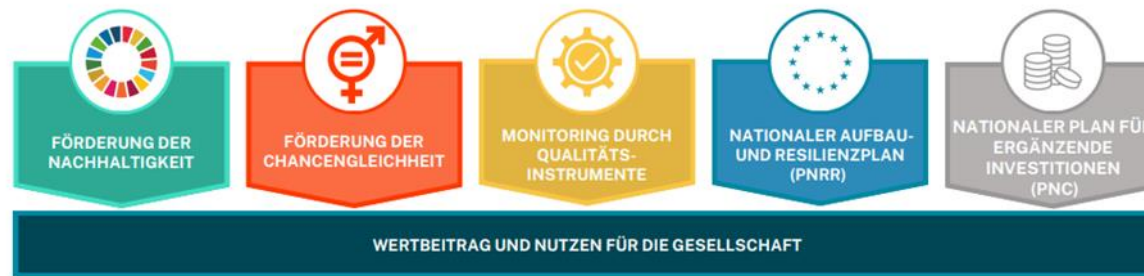 FÖRDERUNG DER
NACHHALTIGKEIT
FÖRDERUNG DER
CHANCENGLEICHHEIT
MONITORING DURCH
QUALITÄTS-
INSTRUMENTE
NATIONALER AUFBAU-
UND RESILIENZPLAN
(PNRR)
NATIONALER PLAN FÜR
ERGÄNZENDE
INVESTITIONEN
(PNC)
WERTBEITRAG UND NUTZEN FÜR DIE GESELLSCHAFT